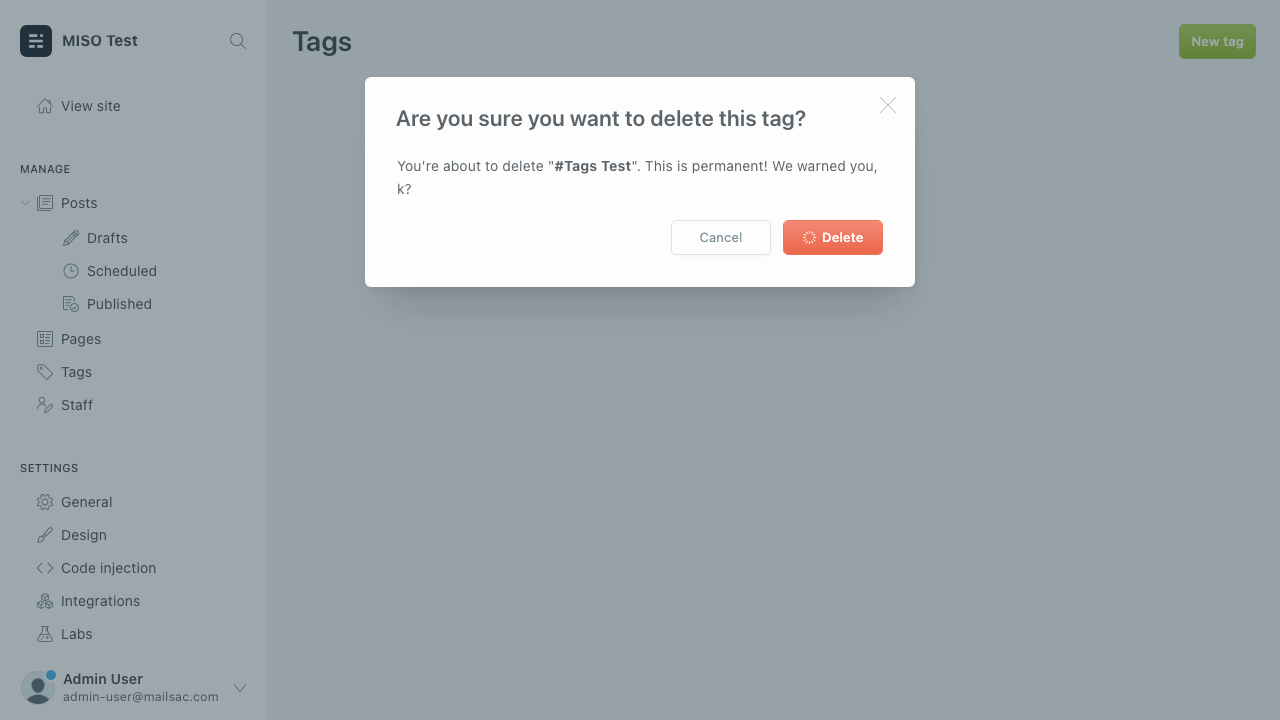 MISO Test
View site
MANAGE
Posts
Drafts
Scheduled
Published
Pages
Tags
Staff
SETTINGS
General
Design
Code injection
Integrations
Labs
Admin User
admin-user@mailsac.com
Tags
New tag
Are you sure you want to delete this tag?
You're about to delete "#Tags Test". This is permanent! We warned you,
k?
Cancel
Delete